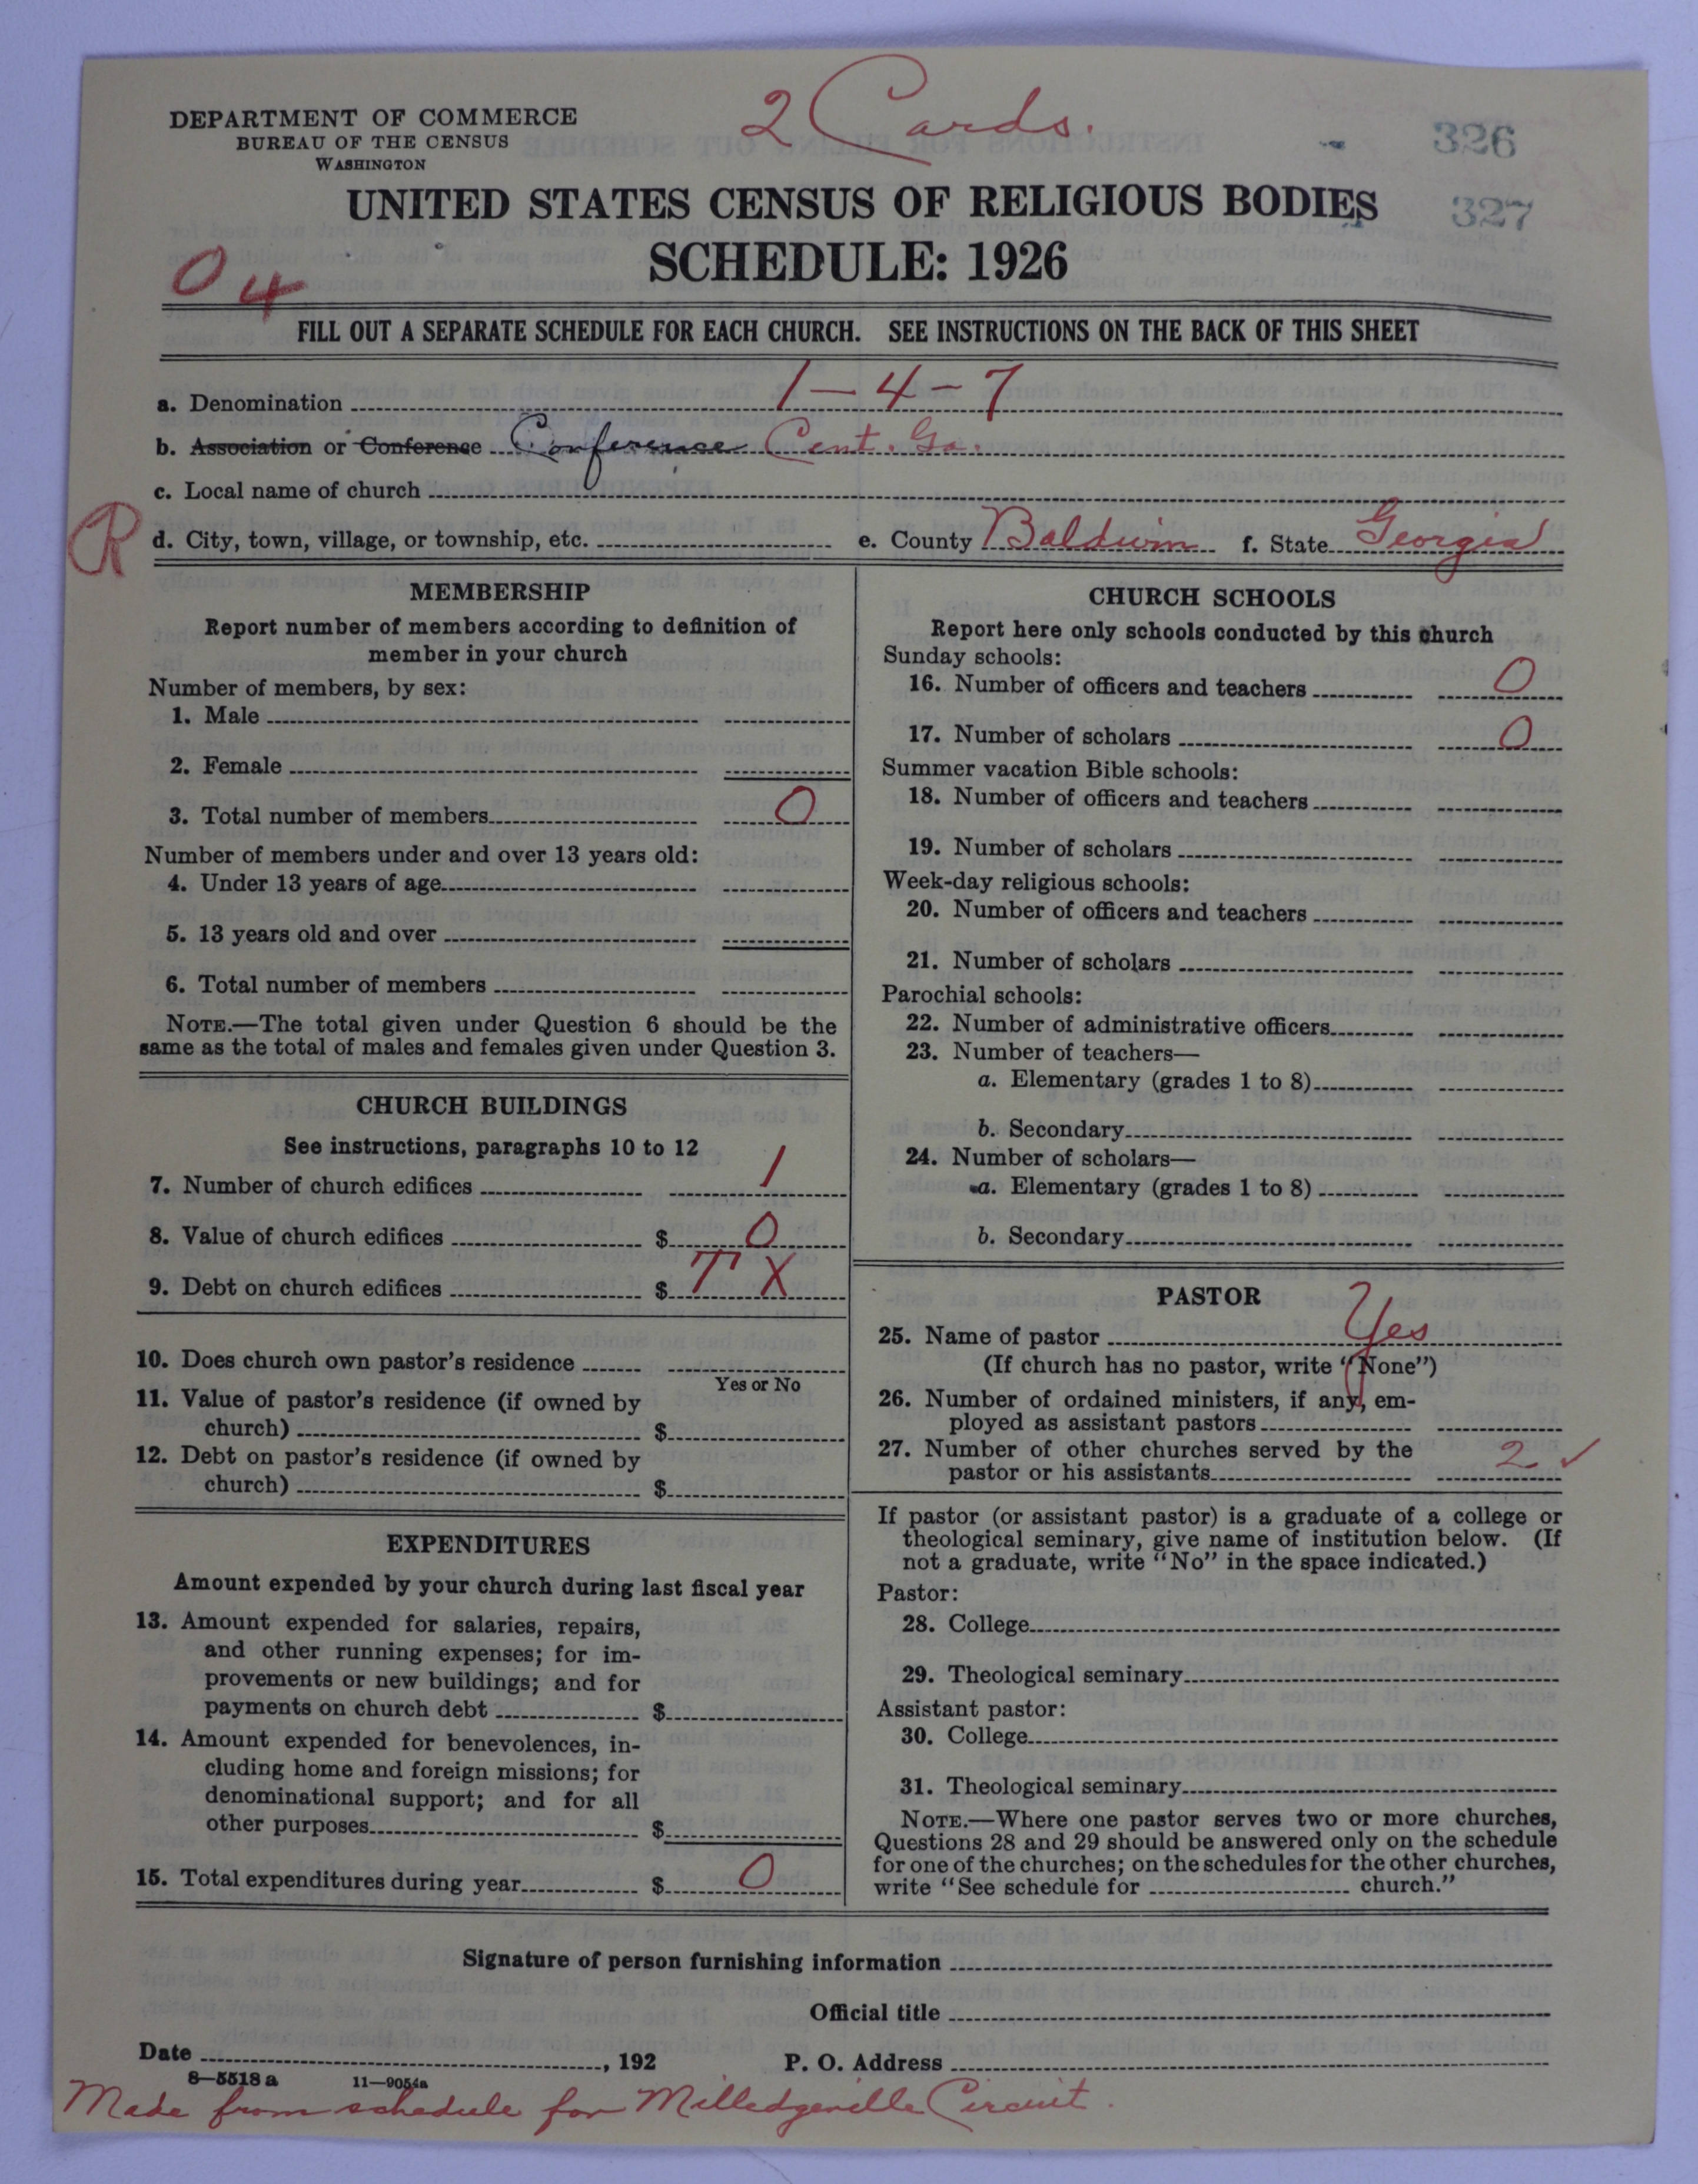 2 Cards.
DEPARTMENT OF COMMERCE
BUREAU OF THE CENSUS
WASHINGTON
326
327
UNITED STATES CENSUS OF RELIGIOUS BODIES
SCHEDULE: 1926
04
FILL OUT A SEPARATE SCHEDULE FOR EACH CHURCH. SEE INSTRUCTIONS ON THE BACK OF THIS SHEET
a. Denomination 1-4-7
b. Association or Conference Conference Cent. Ga.
c. Local name of church
R
d. City, town, village, or township, etc. e. County Baldwin f. State Georgia
MEMBERSHIP
Report number of members according to definition of
member in your church
Number of members, by sex:
1. Male
2. Female
3. Total number of members 0
Number of members under and over 13 years old:
4. Under 13 years of age
5. 13 years old and over
6. Total number of members
NOTE.—The total given under Question 6 should be the
same as the total of males and females given under Question 3.
CHURCH BUILDINGS
See instructions, paragraphs 10 to 12
7. Number of church edifices 1
8. Value of church edifices $ 0
9. Debt on church edifices $ T X
10. Does church own pastor's residence
Yes or No
11. Value of pastor's residence (if owned by
church) $
12. Debt on pastor's residence (if owned by
church) $
EXPENDITURES
Amount expended by your church during last fiscal year
13. Amount expended for salaries, repairs,
and other running expenses; for im-
provements or new buildings; and for
payments on church debt $
14. Amount expended for benevolences, in-
cluding home and foreign missions; for
denominational support; and for all
other purposes $
15. Total expenditures during year $ 0
CHURCH SCHOOLS
Report here only schools conducted by this church
Sunday schools:
16. Number of officers and teachers 0
17. Number of scholars 0
Summer vacation Bible schools:
18. Number of officers and teachers
19. Number of scholars
Week-day religious schools:
20. Number of officers and teachers
21. Number of scholars
Parochial schools:
22. Number of administrative officers
23. Number of teachers—
a. Elementary (grades 1 to 8)
b. Secondary
24. Number of scholars—
a. Elementary (grades 1 to 8)
b. Secondary
PASTOR
25. Name of pastor Yes
(If church has no pastor, write "None")
26. Number of ordained ministers, if any, em-
ployed as assistant pastors
27. Number of other churches served by the
pastor or his assistants 2 ✓
If pastor (or assistant pastor) is a graduate of a college or
theological seminary, give name of institution below. (If
not a graduate, write "No" in the space indicated.)
Pastor:
28. College
29. Theological seminary
Assistant pastor:
30. College
31. Theological seminary
NOTE.—Where one pastor serves two or more churches,
Questions 28 and 29 should be answered only on the schedule
for one of the churches; on the schedules for the other churches,
write "See schedule for church."
Signature of person furnishing information
Official title
Date , 192 P. O. Address
8—5518 a 11—9054a
Made from schedule for Milledgeville Circuit.